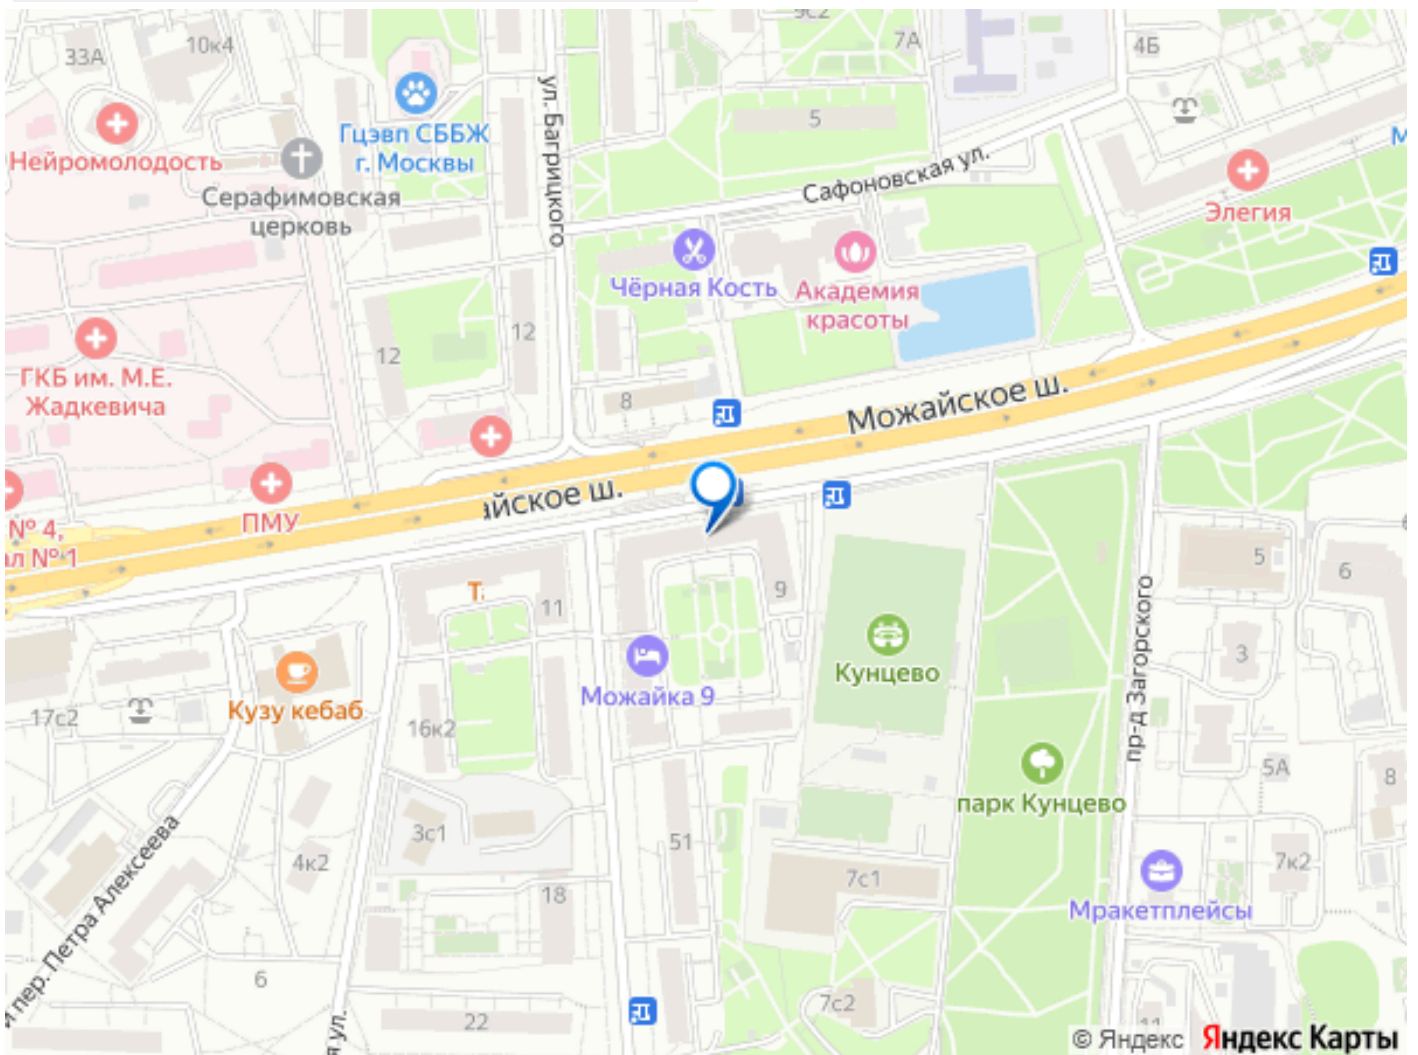 9с2
10к4
33А
7А
4Б
ул. Багрицкого
Гцэвп СББЖ
г. Москвы
5
Нейромолодость
Серафимовская
церковь
Сафоновская ул.
Элегия
Чёрная Кость
Академия
красоты
12
12
ГКБ им. М.Е.
Жадкевича
8
Можайское ш.
айское ш.
ПМУ
№ 4,
ал № 1
5
6
9
11
Кунцево
3
пр-д Загорского
Можайка 9
Кузу кебаб
17с2
16к2
5А
8
парк Кунцево
3с1
51
4к2
7к2
7с1
18
Мракетплейсы
пер. Петра Алексеева
6
7с2
22
ул.
© Яндекс Яндекс Карты